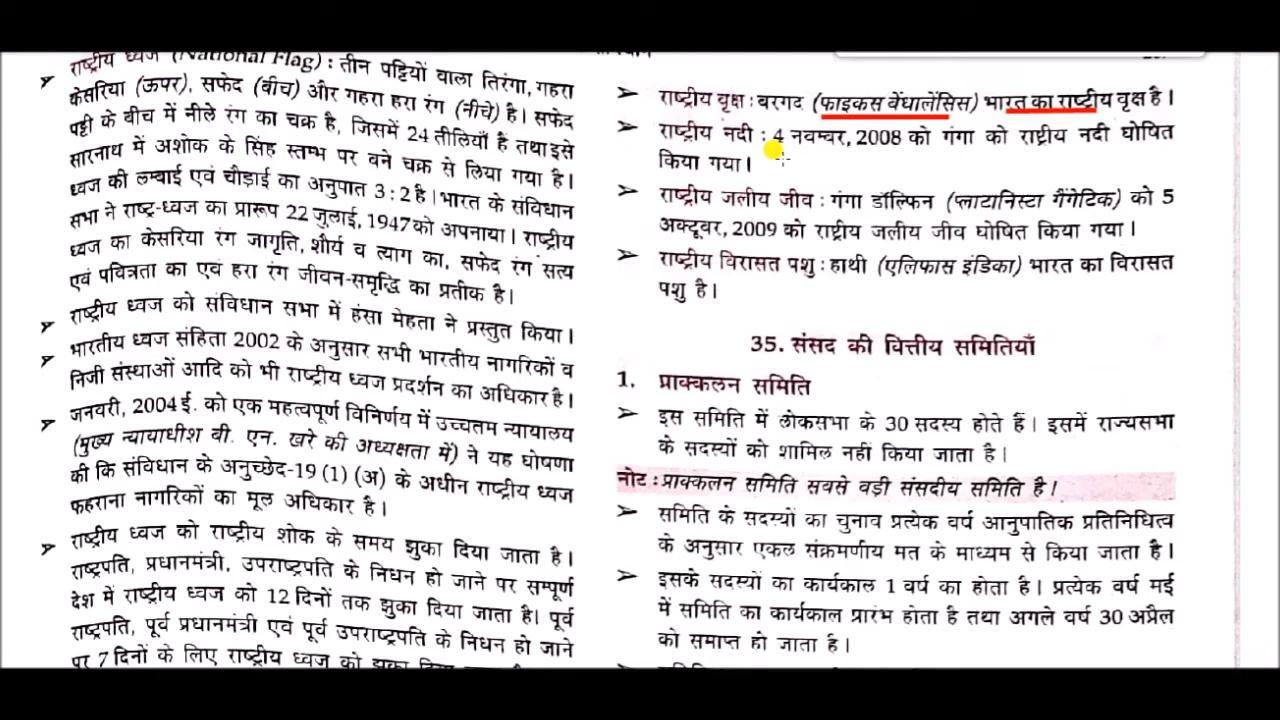 राष्ट्रीय ध्वज (National Flag) : तीन पट्टियों वाला तिरंगा, गहरा
केसरिया (ऊपर), सफेद (बीच) और गहरा हरा रंग (नीचे) है। सफेद
पट्टी के बीच में नीले रंग का चक्र है, जिसमें 24 तीलियाँ हैं तथा इसे
सारनाथ में अशोक के सिंह स्तम्भ पर बने चक्र से लिया गया है।
ध्वज की लम्बाई एवं चौड़ाई का अनुपात 3 : 2 है। भारत के संविधान
सभा ने राष्ट्र-ध्वज का प्रारूप 22 जुलाई, 1947 को अपनाया। राष्ट्रीय
ध्वज का केसरिया रंग जागृति, शौर्य व त्याग का, सफेद रंग सत्य
एवं पवित्रता का एवं हरा रंग जीवन-समृद्धि का प्रतीक है।
➤ राष्ट्रीय ध्वज को संविधान सभा में हंसा मेहता ने प्रस्तुत किया।
➤ भारतीय ध्वज संहिता 2002 के अनुसार सभी भारतीय नागरिकों व
निजी संस्थाओं आदि को भी राष्ट्रीय ध्वज प्रदर्शन का अधिकार है।
➤ जनवरी, 2004 ई. को एक महत्वपूर्ण विनिर्णय में उच्चतम न्यायालय
(मुख्य न्यायाधीश वी. एन. खरे की अध्यक्षता में) ने यह घोषणा
की कि संविधान के अनुच्छेद-19 (1) (अ) के अधीन राष्ट्रीय ध्वज
फहराना नागरिकों का मूल अधिकार है।
➤ राष्ट्रीय ध्वज को राष्ट्रीय शोक के समय झुका दिया जाता है।
राष्ट्रपति, प्रधानमंत्री, उपराष्ट्रपति के निधन हो जाने पर सम्पूर्ण
देश में राष्ट्रीय ध्वज को 12 दिनों तक झुका दिया जाता है। पूर्व
राष्ट्रपति, पूर्व प्रधानमंत्री एवं पूर्व उपराष्ट्रपति के निधन हो जाने
पर 7 दिनों के लिए राष्ट्रीय ध्वज को झुका दिया
➤ राष्ट्रीय वृक्ष : बरगद (फाइकस बेंघालेंसिस) भारत का राष्ट्रीय वृक्ष है।
➤ राष्ट्रीय नदी : 4 नवम्बर, 2008 को गंगा को राष्ट्रीय नदी घोषित
किया गया।
➤ राष्ट्रीय जलीय जीव : गंगा डॉल्फिन (प्लाटानिस्टा गैंगेटिक) को 5
अक्टूबर, 2009 को राष्ट्रीय जलीय जीव घोषित किया गया।
➤ राष्ट्रीय विरासत पशु : हाथी (एलिफास इंडिका) भारत का विरासत
पशु है।
35. संसद की वित्तीय समितियाँ
1. प्राक्कलन समिति
➤ इस समिति में लोकसभा के 30 सदस्य होते हैं। इसमें राज्यसभा
के सदस्यों को शामिल नहीं किया जाता है।
नोट : प्राक्कलन समिति सबसे बड़ी संसदीय समिति है।
➤ समिति के सदस्यों का चुनाव प्रत्येक वर्ष आनुपातिक प्रतिनिधित्व
के अनुसार एकल संक्रमणीय मत के माध्यम से किया जाता है।
➤ इसके सदस्यों का कार्यकाल 1 वर्ष का होता है। प्रत्येक वर्ष मई
में समिति का कार्यकाल प्रारंभ होता है तथा अगले वर्ष 30 अप्रैल
को समाप्त हो जाता है।